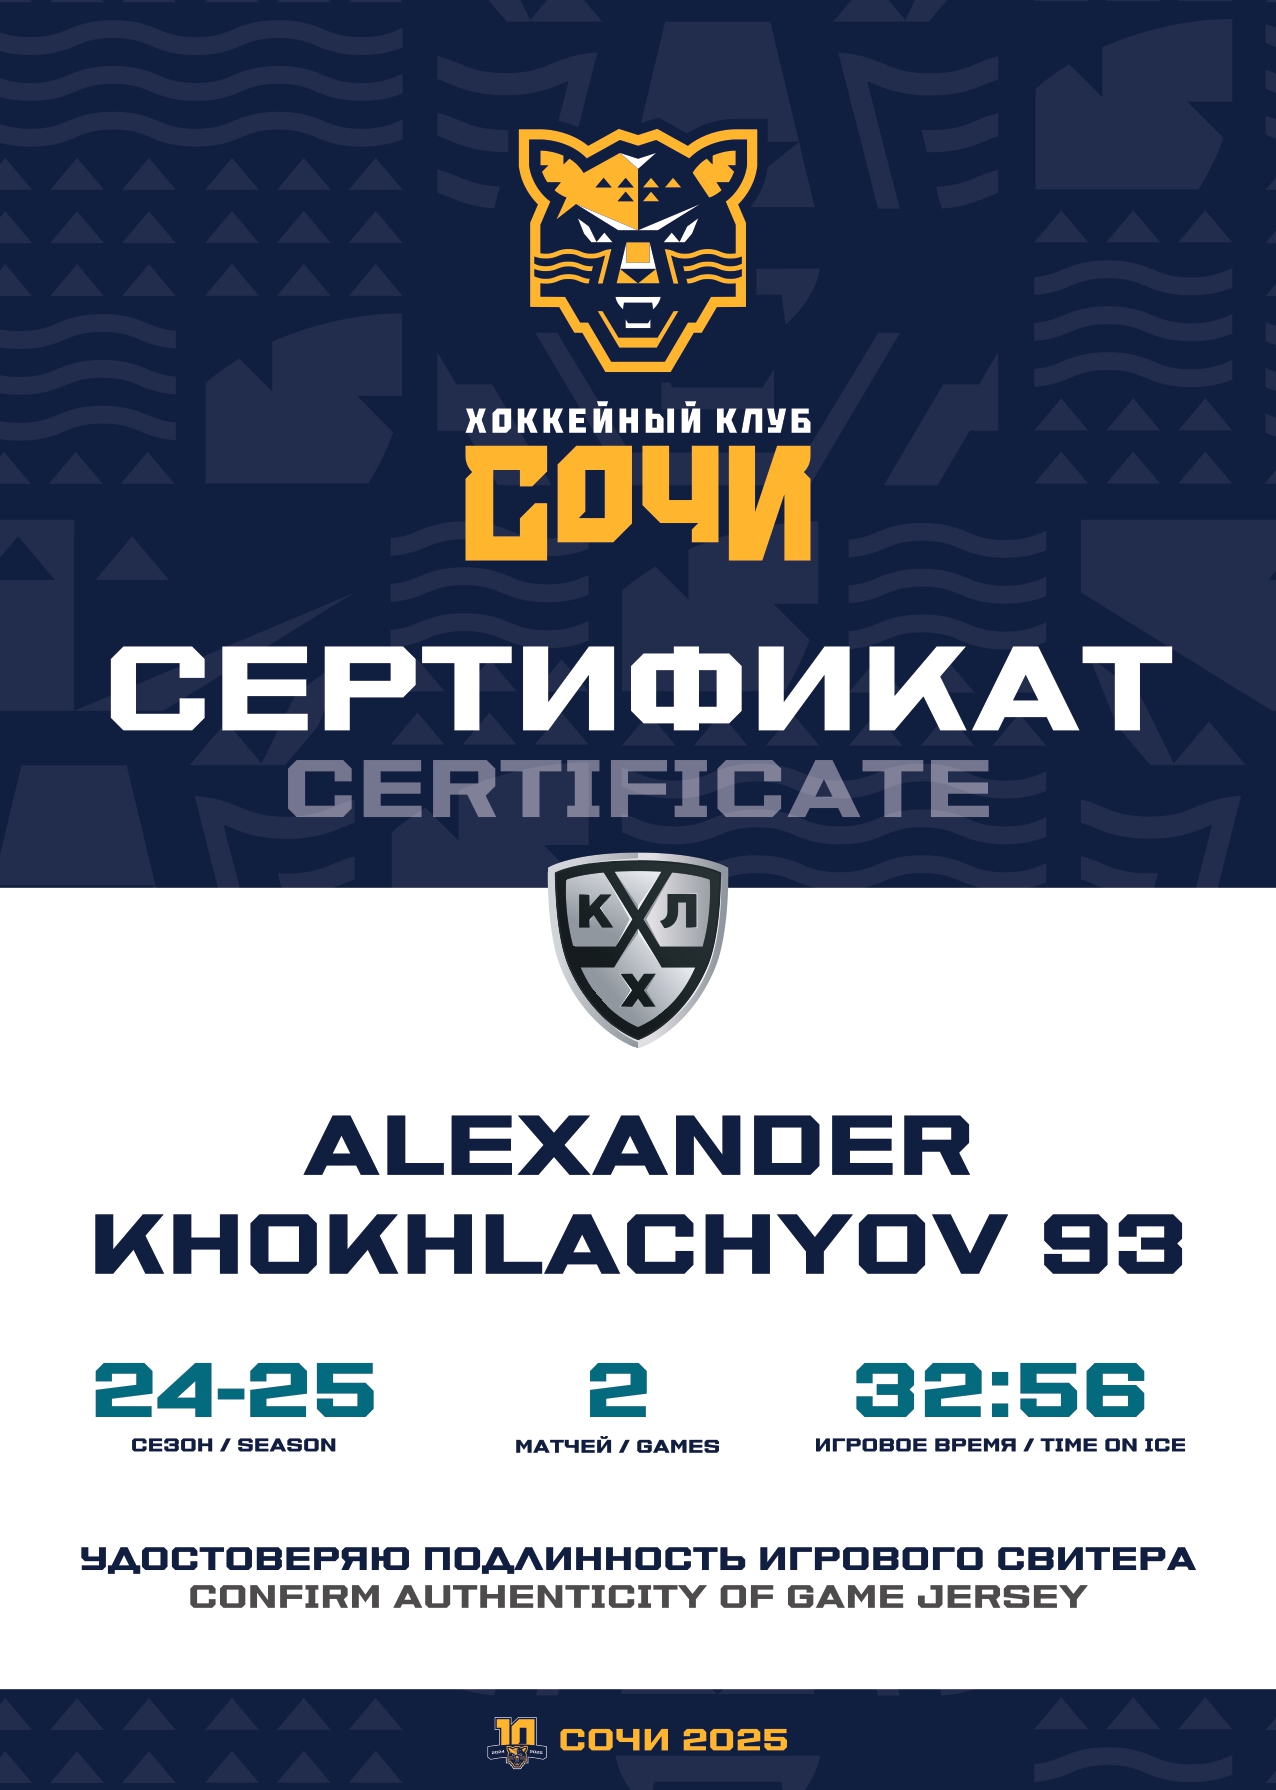 ХОККЕЙНЫЙ КЛУБ
СОЧИ
СЕРТИФИКАТ
CERTIFICATE
К Л
Х
ALEXANDER
KHOKHLACHYOV 93
24-25 2 32:56
СЕЗОН / SEASON МАТЧЕЙ / GAMES ИГРОВОЕ ВРЕМЯ / TIME ON ICE
УДОСТОВЕРЯЮ ПОДЛИННОСТЬ ИГРОВОГО СВИТЕРА
CONFIRM AUTHENTICITY OF GAME JERSEY
10 СОЧИ 2025